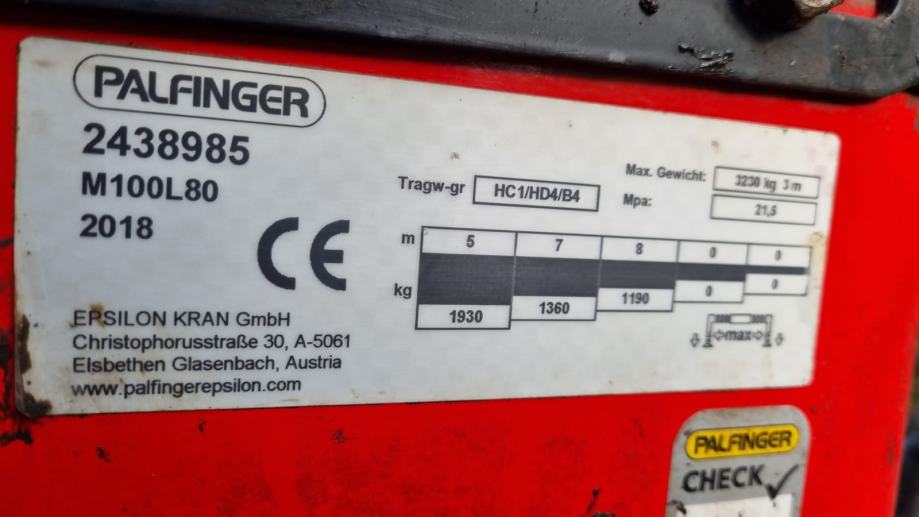 PALFINGER
2438985
M100L80
2018
CE
EPSILON KRAN GmbH
Christophorusstraße 30, A-5061
Elsbethen Glasenbach, Austria
www.palfingerepsilon.com
Tragw-gr HC1/HD4/B4
Max. Gewicht: 3230 kg 3 m
Mpa: 21,5
m 5 7 8 0 0
kg 1930 1360 1190 0 0
max
PALFINGER
CHECK